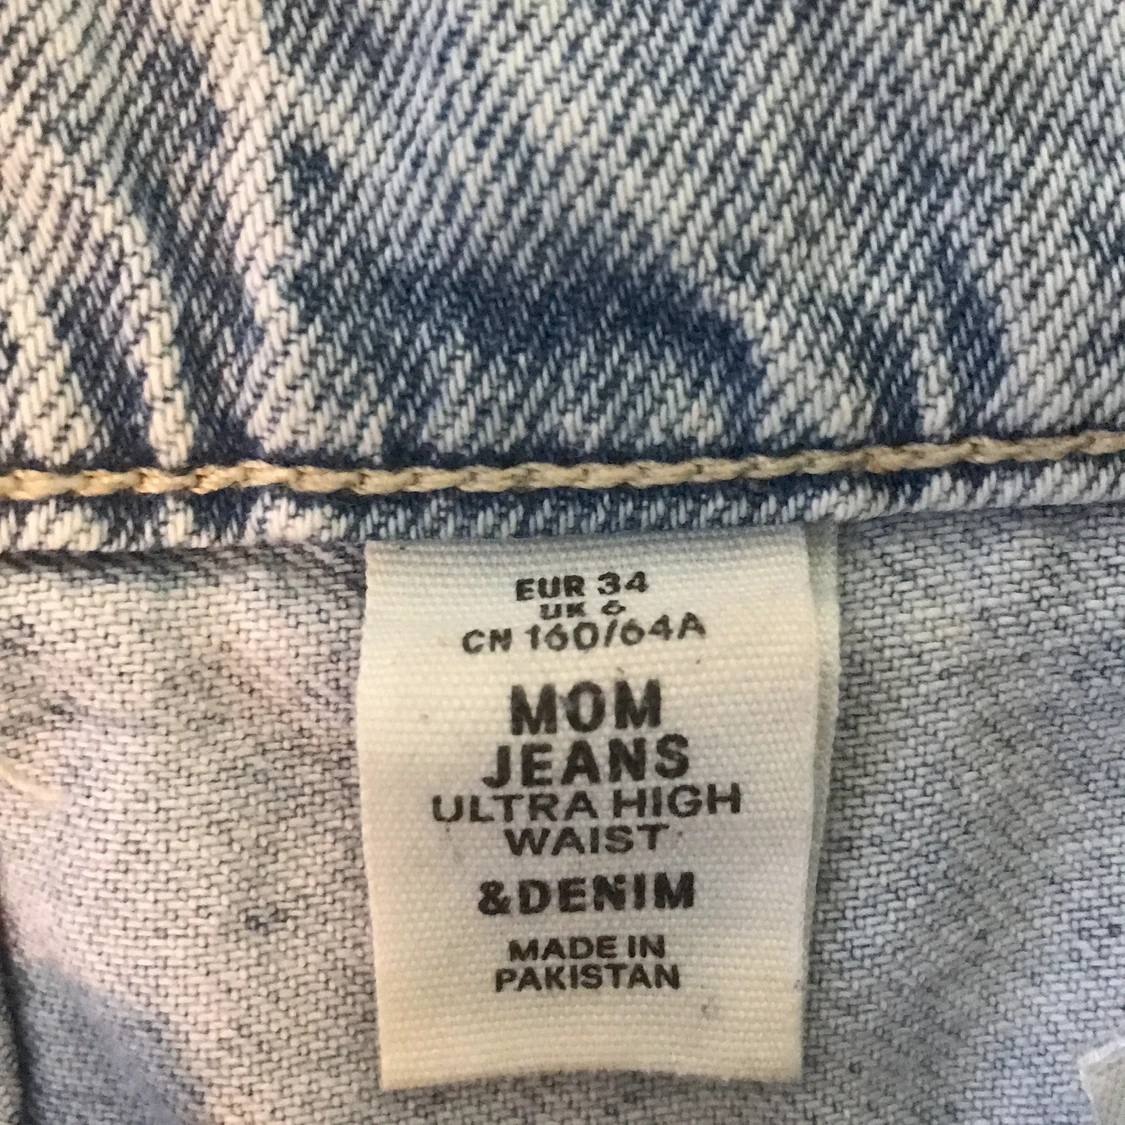 EUR 34
UK 6
CN 160/64A
MOM
JEANS
ULTRA HIGH
WAIST
&DENIM
MADE IN
PAKISTAN